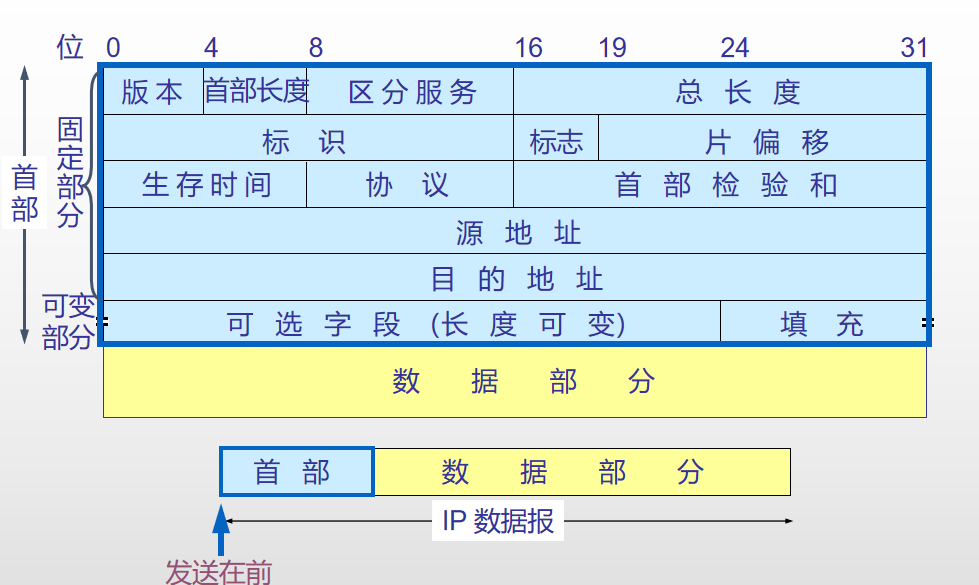 位 0 4 8 16 19 24 31
版本 首部长度 区分服务 总长度
标识 标志 片偏移
生存时间 协议 首部检验和
源地址
目的地址
可选字段 (长度可变) 填充
数据部分
首部
固定部分
可变部分
首部 数据部分
IP 数据报
发送在前